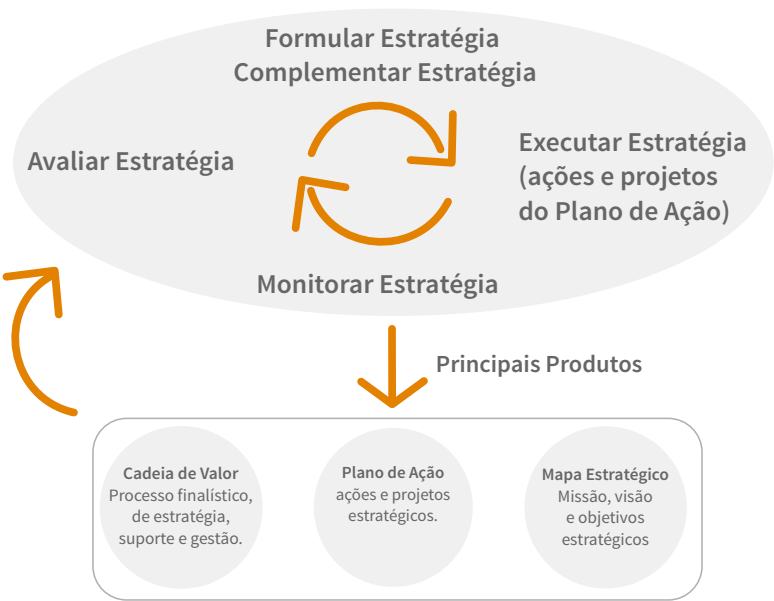 Formular Estratégia
Complementar Estratégia
Avaliar Estratégia
Executar Estratégia
(ações e projetos
do Plano de Ação)
Monitorar Estratégia
Principais Produtos
Cadeia de Valor
Processo finalístico,
de estratégia,
suporte e gestão.
Plano de Ação
ações e projetos
estratégicos.
Mapa Estratégico
Missão, visão
e objetivos
estratégicos